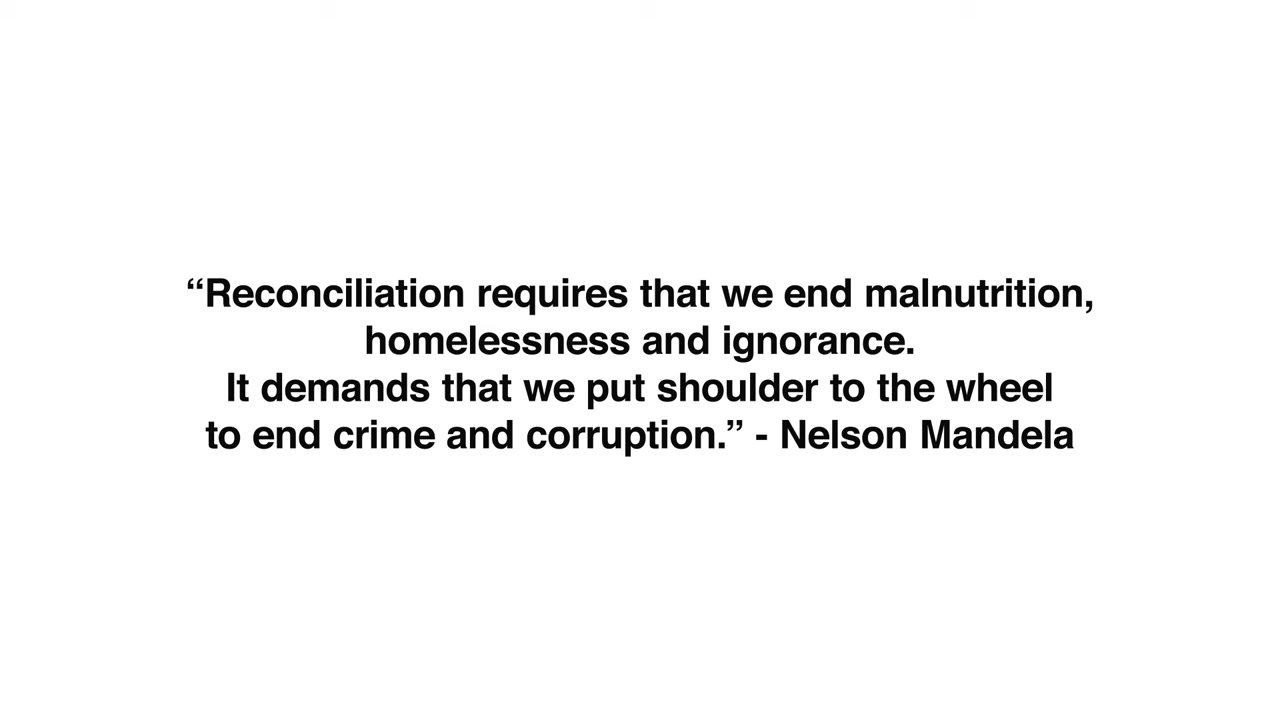 “Reconciliation requires that we end malnutrition,
homelessness and ignorance.
It demands that we put shoulder to the wheel
to end crime and corruption.” - Nelson Mandela